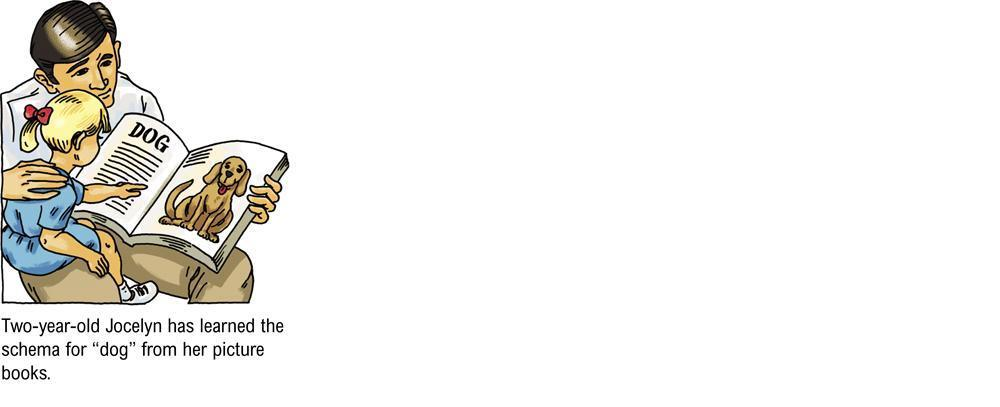 DOG
Two-year-old Jocelyn has learned the
schema for “dog” from her picture
books.